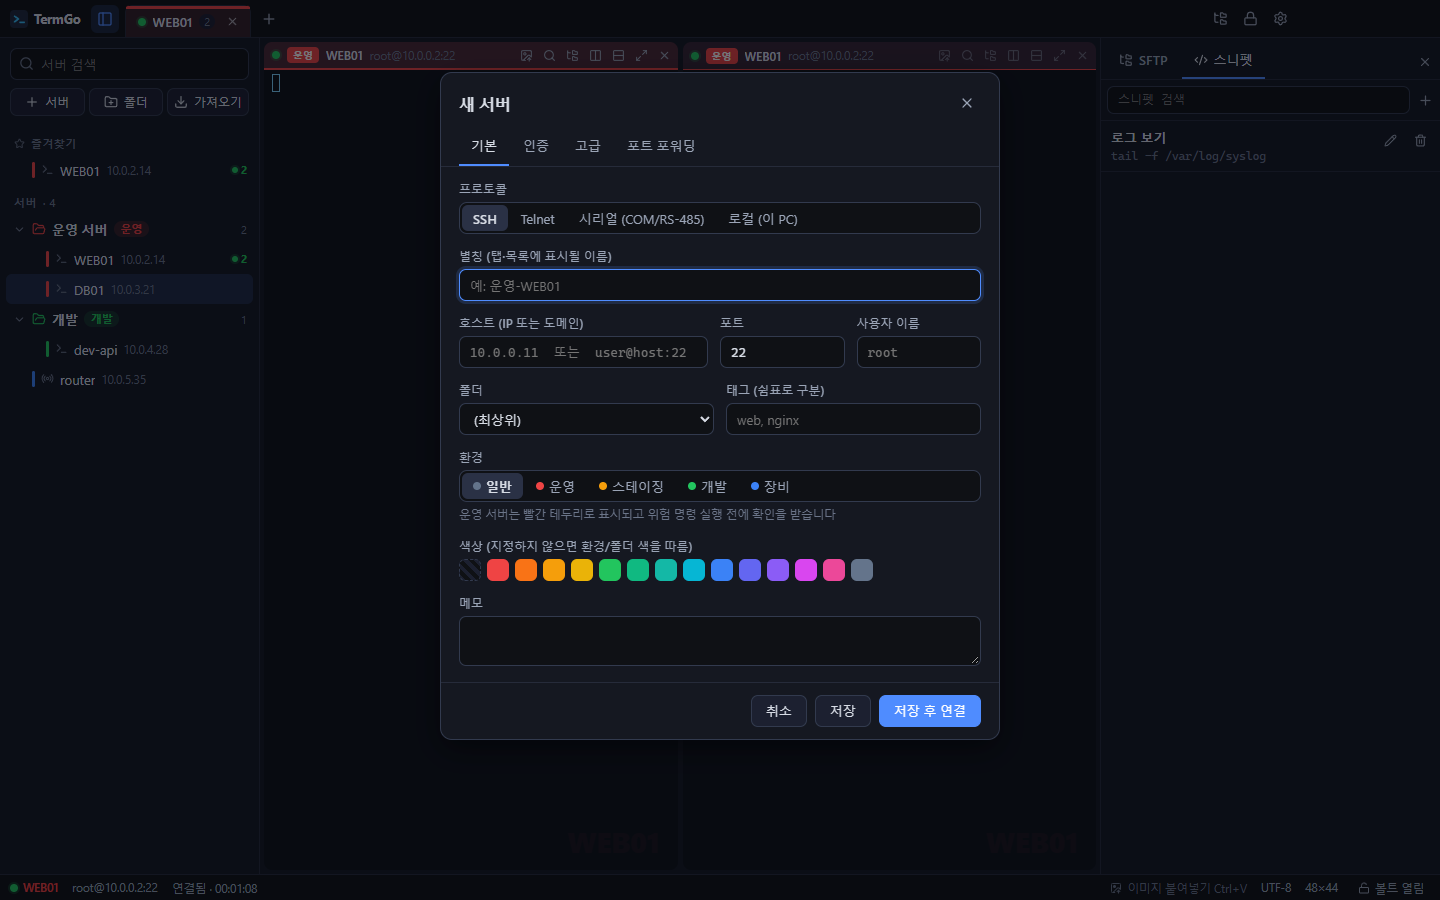 TermGo
WEB01 2
서버 검색
서버
폴더
가져오기
즐겨찾기
WEB01 10.0.2.14 2
서버 · 4
운영 서버 운영 2
WEB01 10.0.2.14 2
DB01 10.0.3.21
개발 개발 1
dev-api 10.0.4.28
router 10.0.5.35
운영 WEB01 root@10.0.0.2:22
운영 WEB01 root@10.0.0.2:22
WEB01
WEB01
새 서버
기본 인증 고급 포트 포워딩
프로토콜
SSH Telnet 시리얼 (COM/RS-485) 로컬 (이 PC)
별칭 (탭·목록에 표시될 이름)
예: 운영-WEB01
호스트 (IP 또는 도메인) 포트 사용자 이름
10.0.0.11 또는 user@host:22 22 root
폴더 태그 (쉼표로 구분)
(최상위) web, nginx
환경
일반 운영 스테이징 개발 장비
운영 서버는 빨간 테두리로 표시되고 위험 명령 실행 전에 확인을 받습니다
색상 (지정하지 않으면 환경/폴더 색을 따름)
메모
취소 저장 저장 후 연결
SFTP 스니펫
스니펫 검색
로그 보기
tail -f /var/log/syslog
WEB01 root@10.0.0.2:22 연결됨 · 00:01:08
이미지 붙여넣기 Ctrl+V UTF-8 48×44 볼트 열림